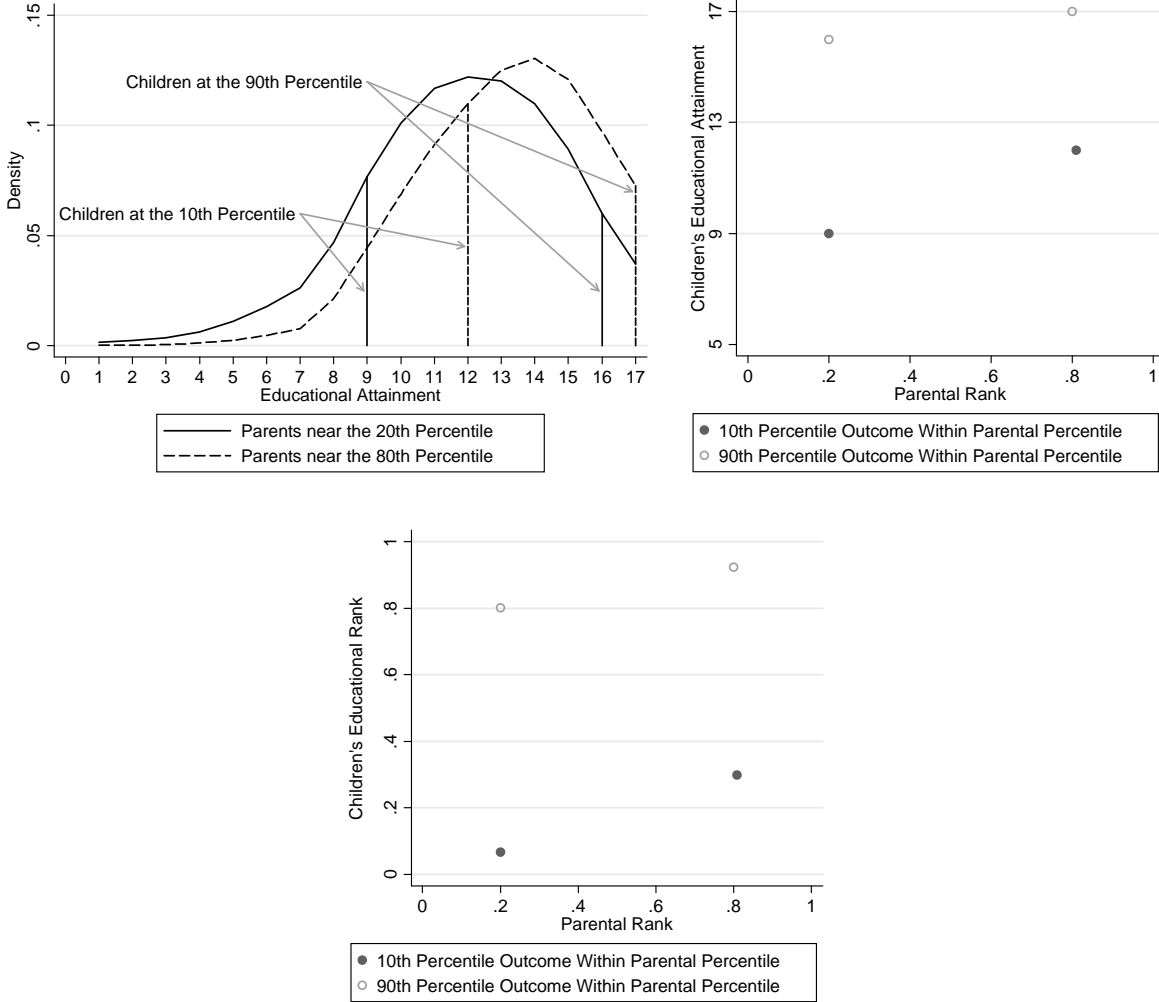 .15
.1
.05
0
Density
Children at the 90th Percentile
Children at the 10th Percentile
0 1 2 3 4 5 6 7 8 9 10 11 12 13 14 15 16 17
Educational Attainment
Parents near the 20th Percentile
Parents near the 80th Percentile
17
13
9
5
Children's Educational Attainment
0 .2 .4 .6 .8 1
Parental Rank
10th Percentile Outcome Within Parental Percentile
90th Percentile Outcome Within Parental Percentile
1
.8
.6
.4
.2
0
Children's Educational Rank
0 .2 .4 .6 .8 1
Parental Rank
10th Percentile Outcome Within Parental Percentile
90th Percentile Outcome Within Parental Percentile